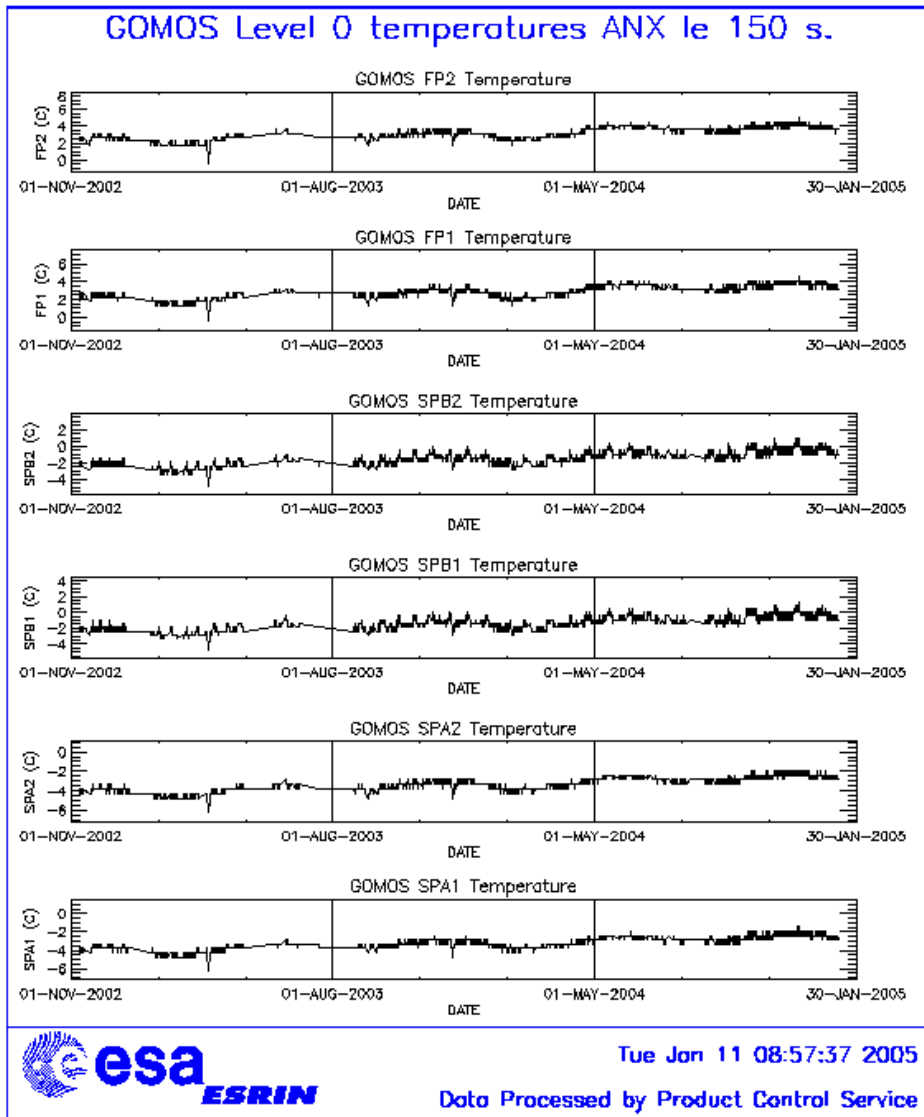 GOMOS Level 0 temperatures ANX le 150 s.
GOMOS FP2 Temperature
FP2 (C)
8
6
4
2
0
01-NOV-2002 01-AUG-2003 01-MAY-2004 30-JAN-2005
DATE
GOMOS FP1 Temperature
FP1 (C)
6
4
2
0
01-NOV-2002 01-AUG-2003 01-MAY-2004 30-JAN-2005
DATE
GOMOS SPB2 Temperature
SPB2 (C)
2
0
-2
-4
01-NOV-2002 01-AUG-2003 01-MAY-2004 30-JAN-2005
DATE
GOMOS SPB1 Temperature
SPB1 (C)
4
2
0
-2
-4
01-NOV-2002 01-AUG-2003 01-MAY-2004 30-JAN-2005
DATE
GOMOS SPA2 Temperature
SPA2 (C)
0
-2
-4
-6
01-NOV-2002 01-AUG-2003 01-MAY-2004 30-JAN-2005
DATE
GOMOS SPA1 Temperature
SPA1 (C)
0
-2
-4
-6
01-NOV-2002 01-AUG-2003 01-MAY-2004 30-JAN-2005
DATE
esa
ESRIN
Tue Jan 11 08:57:37 2005
Data Processed by Product Control Service